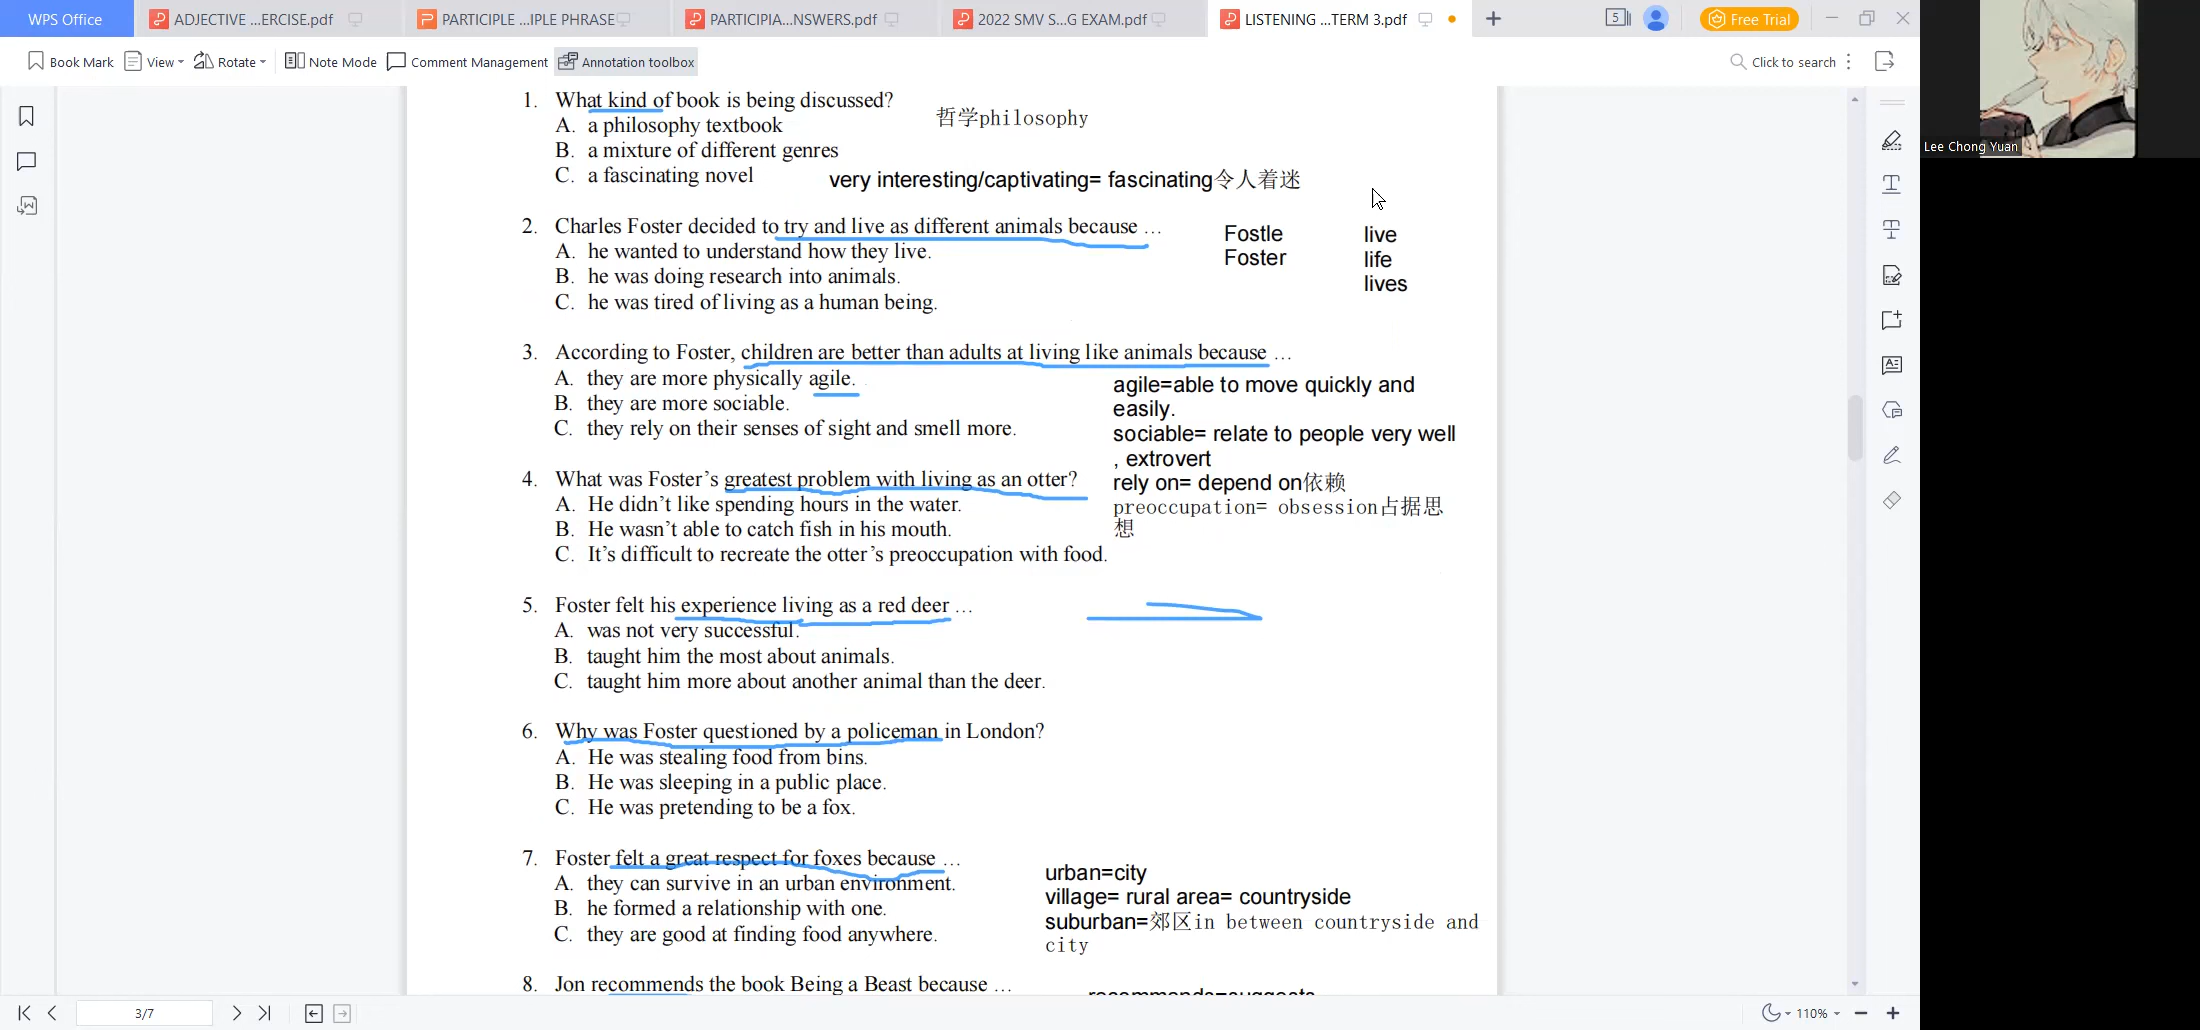 WPS Office
ADJECTIVE ...ERCISE.pdf
PARTICIPLE ...IPLE PHRASE
PARTICIPIA...NSWERS.pdf
2022 SMV S...G EXAM.pdf
LISTENING ...TERM 3.pdf
5
Free Trial
Book Mark
View
Rotate
Note Mode
Comment Management
Annotation toolbox
Click to search
Lee Chong Yuan
1. What kind of book is being discussed?
哲学philosophy
A. a philosophy textbook
B. a mixture of different genres
C. a fascinating novel
very interesting/captivating= fascinating令人着迷
2. Charles Foster decided to try and live as different animals because ...
A. he wanted to understand how they live.
B. he was doing research into animals.
C. he was tired of living as a human being.
Fostle
Foster
live
life
lives
3. According to Foster, children are better than adults at living like animals because ...
A. they are more physically agile.
B. they are more sociable.
C. they rely on their senses of sight and smell more.
agile=able to move quickly and
easily.
sociable= relate to people very well
, extrovert
rely on= depend on依赖
preoccupation= obsession占据思
想
4. What was Foster's greatest problem with living as an otter?
A. He didn't like spending hours in the water.
B. He wasn't able to catch fish in his mouth.
C. It's difficult to recreate the otter's preoccupation with food.
5. Foster felt his experience living as a red deer ...
A. was not very successful.
B. taught him the most about animals.
C. taught him more about another animal than the deer.
6. Why was Foster questioned by a policeman in London?
A. He was stealing food from bins.
B. He was sleeping in a public place.
C. He was pretending to be a fox.
7. Foster felt a great respect for foxes because ...
A. they can survive in an urban environment.
B. he formed a relationship with one.
C. they are good at finding food anywhere.
urban=city
village= rural area= countryside
suburban=郊区in between countryside and
city
8. Jon recommends the book Being a Beast because ...
recommends=suggests
3/7
110%